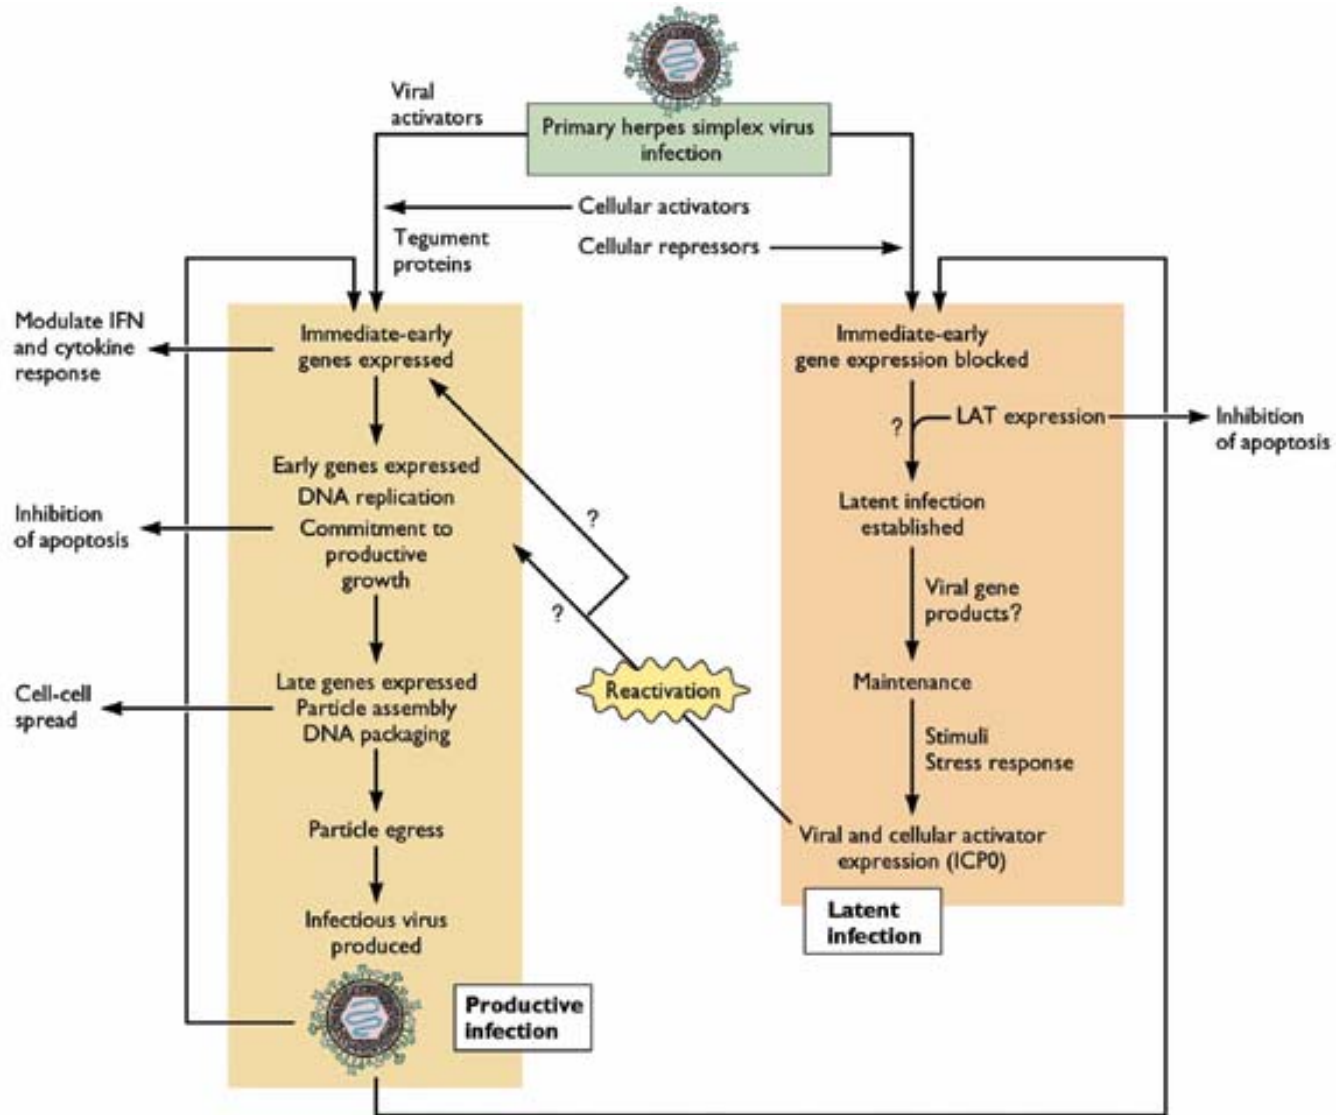 Primary herpes simplex virus
infection
Viral
activators
Cellular activators
Cellular repressors
Tegument
proteins
Immediate-early
genes expressed
Modulate IFN
and cytokine
response
Early genes expressed
DNA replication
Commitment to
productive
growth
Inhibition
of apoptosis
Late genes expressed
Particle assembly
DNA packaging
Cell-cell
spread
Particle egress
Infectious virus
produced
Productive
infection
?
?
Reactivation
Immediate-early
gene expression blocked
?
LAT expression
Inhibition
of apoptosis
Latent infection
established
Viral gene
products?
Maintenance
Stimuli
Stress response
Viral and cellular activator
expression (ICP0)
Latent
infection